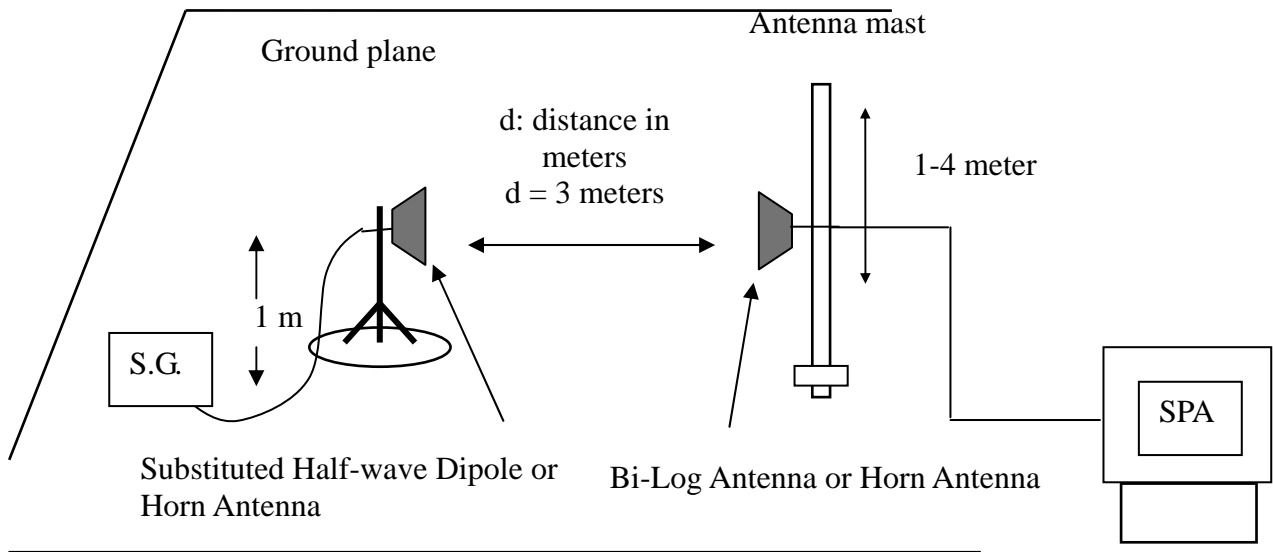 Ground plane
Antenna mast
d: distance in
meters
d = 3 meters
1-4 meter
1 m
S.G.
SPA
Substituted Half-wave Dipole or
Horn Antenna
Bi-Log Antenna or Horn Antenna